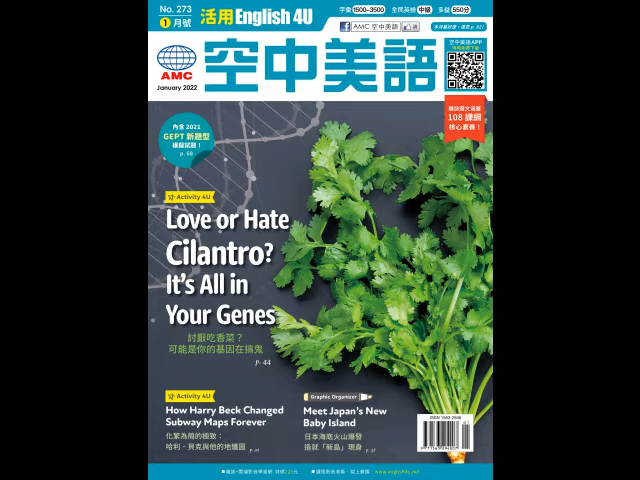 No. 273
1 月號
活用English 4U
字彙 1500~3500 全民英檢 中級 多益 550分
AMC 空中美語 讚
AMC
January 2022
空中美語
空中美語APP
雜誌圖文涵蓋
108 課綱
核心素養！
內含 2021
GEPT 新題型
模擬試題！
p. 66
Activity 4U
Love or Hate
Cilantro?
It's All in
Your Genes
討厭吃香菜？
可能是你的基因在搞鬼
p. 44
Activity 4U
How Harry Beck Changed
Subway Maps Forever
化繁為簡的極致：
哈利‧貝克與他的地鐵圖
Graphic Organizer
Meet Japan's New
Baby Island
日本海底火山爆發
造就「新島」現身
www.english4u.net